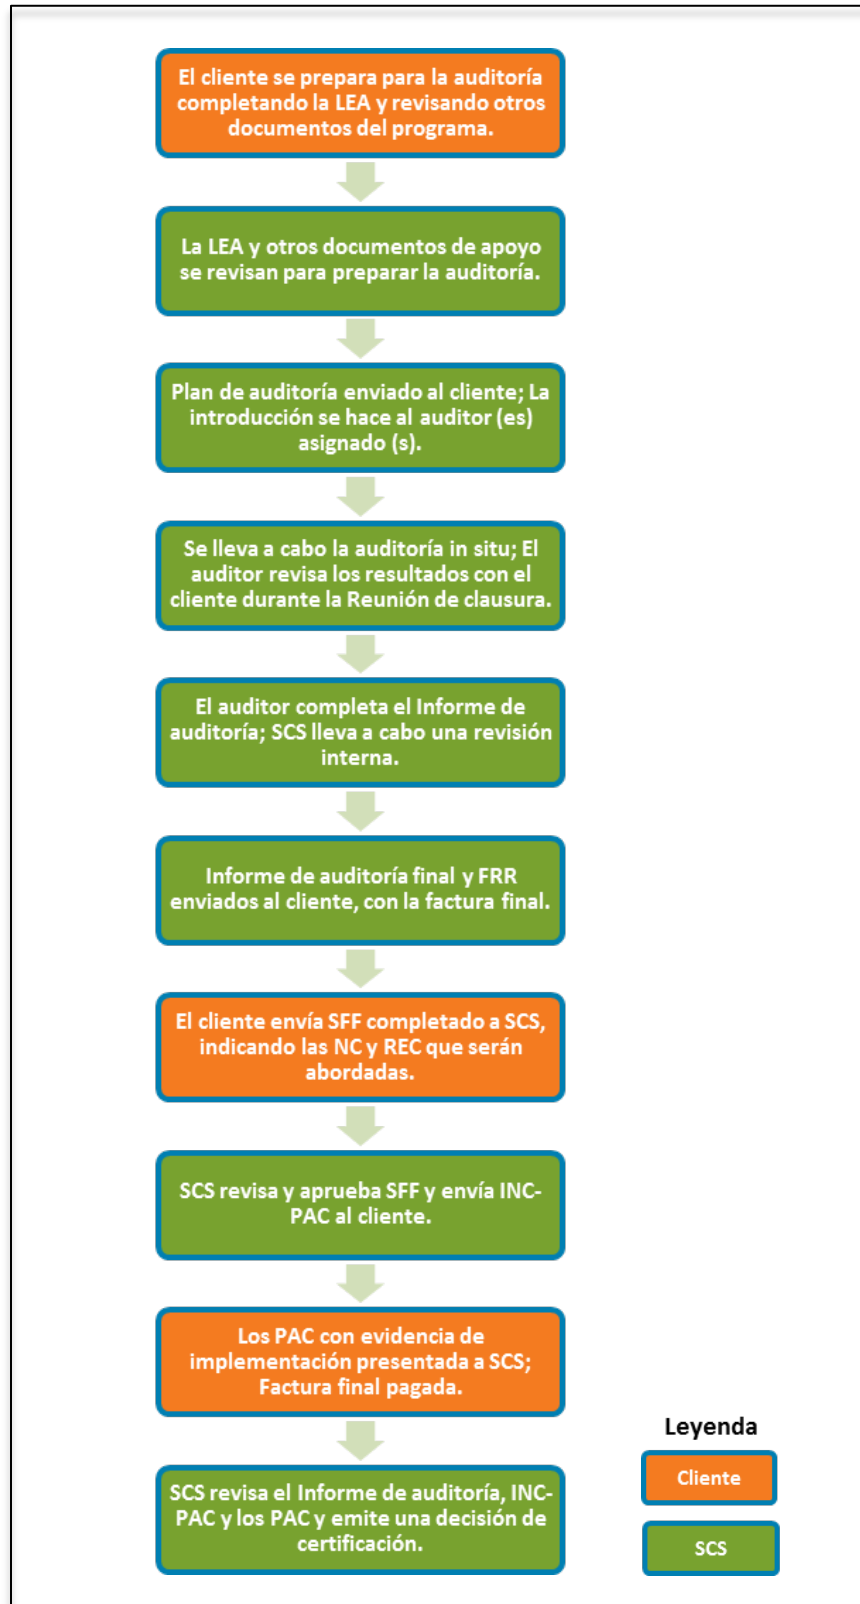 El cliente se prepara para la auditoría
completando la LEA y revisando otros
documentos del programa.
La LEA y otros documentos de apoyo
se revisan para preparar la auditoría.
Plan de auditoría enviado al cliente; La
introducción se hace al auditor (es)
asignado (s).
Se lleva a cabo la auditoría in situ; El
auditor revisa los resultados con el
cliente durante la Reunión de clausura.
El auditor completa el Informe de
auditoría; SCS lleva a cabo una revisión
interna.
Informe de auditoría final y FRR
enviados al cliente, con la factura final.
El cliente envía SFF completado a SCS,
indicando las NC y REC que serán
abordadas.
SCS revisa y aprueba SFF y envía INC-
PAC al cliente.
Los PAC con evidencia de
implementación presentada a SCS;
Factura final pagada.
SCS revisa el Informe de auditoría, INC-
PAC y los PAC y emite una decisión de
certificación.
Leyenda
Cliente
SCS